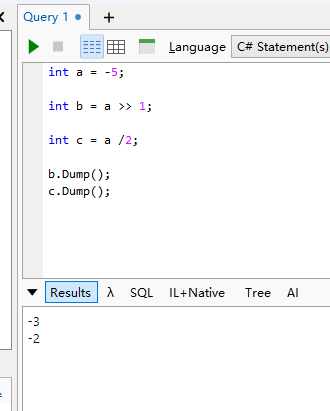 Query 1
+
Language C# Statement(s)
int a = -5;
int b = a >> 1;
int c = a /2;
b.Dump();
c.Dump();
Results λ SQL IL+Native Tree AI
-3
-2